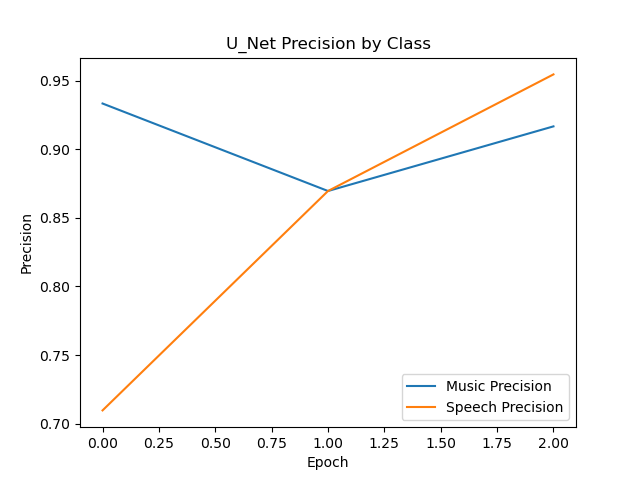 U_Net Precision by Class
Precision
0.95
0.90
0.85
0.80
0.75
0.70
0.00 0.25 0.50 0.75 1.00 1.25 1.50 1.75 2.00
Epoch
Music Precision
Speech Precision